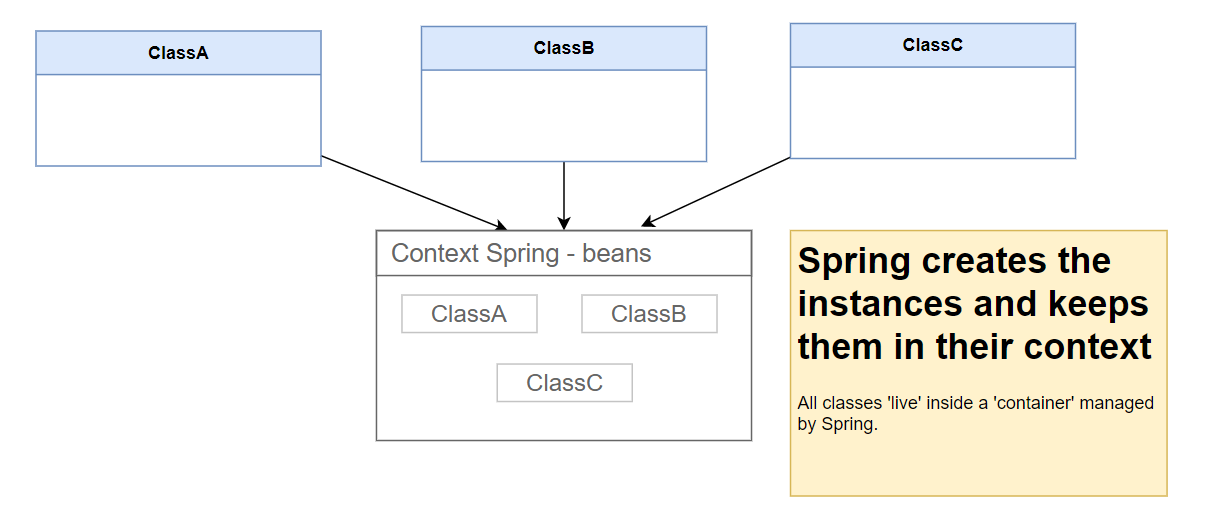 ClassA
ClassB
ClassC
Context Spring - beans
ClassA
ClassB
ClassC
Spring creates the
instances and keeps
them in their context
All classes 'live' inside a 'container' managed
by Spring.